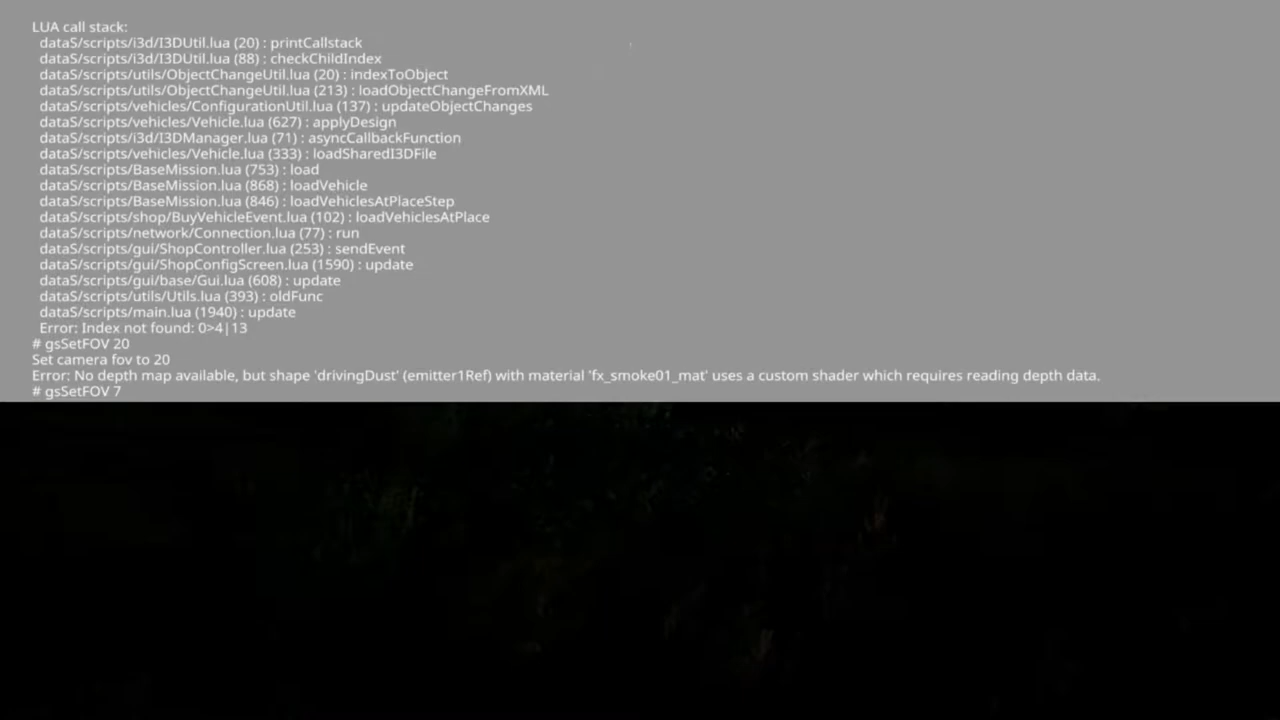 LUA call stack:
dataS/scripts/i3d/I3DUtil.lua (20) : printCallstack
dataS/scripts/i3d/I3DUtil.lua (88) : checkChildIndex
dataS/scripts/utils/ObjectChangeUtil.lua (20) : indexToObject
dataS/scripts/utils/ObjectChangeUtil.lua (213) : loadObjectChangeFromXML
dataS/scripts/vehicles/ConfigurationUtil.lua (137) : updateObjectChanges
dataS/scripts/vehicles/Vehicle.lua (627) : applyDesign
dataS/scripts/i3d/I3DManager.lua (71) : asyncCallbackFunction
dataS/scripts/vehicles/Vehicle.lua (333) : loadSharedI3DFile
dataS/scripts/BaseMission.lua (753) : load
dataS/scripts/BaseMission.lua (868) : loadVehicle
dataS/scripts/BaseMission.lua (846) : loadVehiclesAtPlaceStep
dataS/scripts/shop/BuyVehicleEvent.lua (102) : loadVehiclesAtPlace
dataS/scripts/network/Connection.lua (77) : run
dataS/scripts/gui/ShopController.lua (253) : sendEvent
dataS/scripts/gui/ShopConfigScreen.lua (1590) : update
dataS/scripts/gui/base/Gui.lua (608) : update
dataS/scripts/utils/Utils.lua (393) : oldFunc
dataS/scripts/main.lua (1940) : update
Error: Index not found: 0>4|13
# gsSetFOV 20
Set camera fov to 20
Error: No depth map available, but shape 'drivingDust' (emitter1Ref) with material 'fx_smoke01_mat' uses a custom shader which requires reading depth data.
# gsSetFOV 7